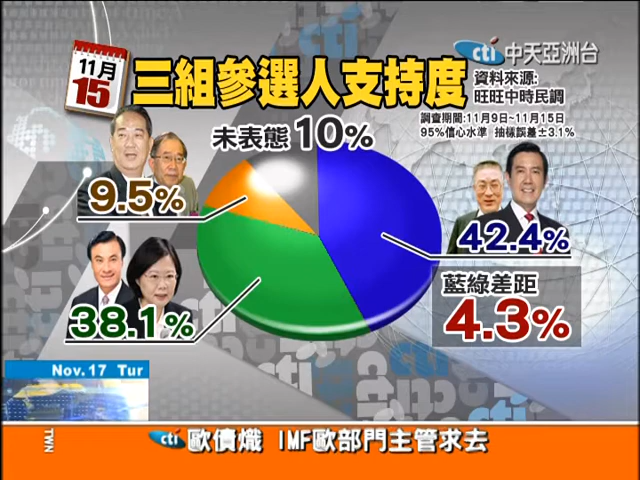 11月
15
三組參選人支持度
cti 中天亞洲台
資料來源:
旺旺中時民調
調查期間:11月9日~11月15日
95%信心水準 抽樣誤差±3.1%
未表態10%
9.5%
42.4%
38.1%
藍綠差距
4.3%
Nov.17 Tur
TWN
cti 歐債熾 IMF歐部門主管求去